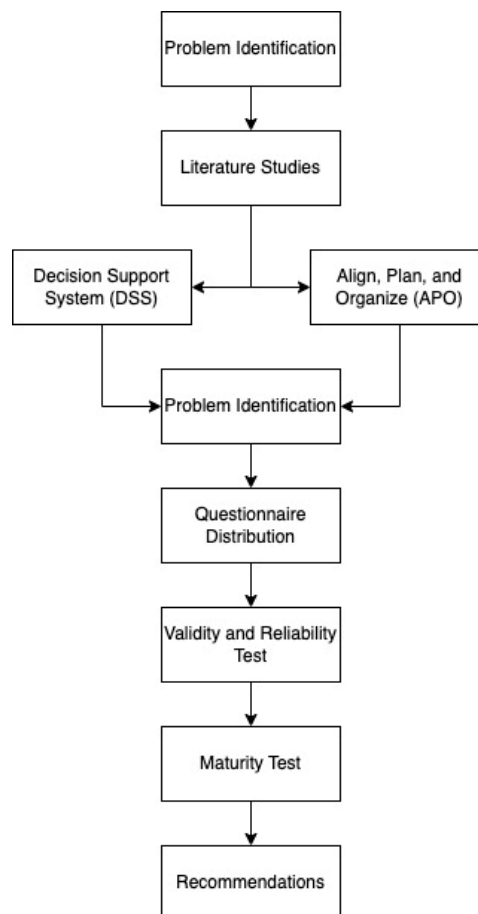 Problem Identification
Literature Studies
Decision Support
System (DSS)
Align, Plan, and
Organize (APO)
Problem Identification
Questionnaire
Distribution
Validity and Reliability
Test
Maturity Test
Recommendations